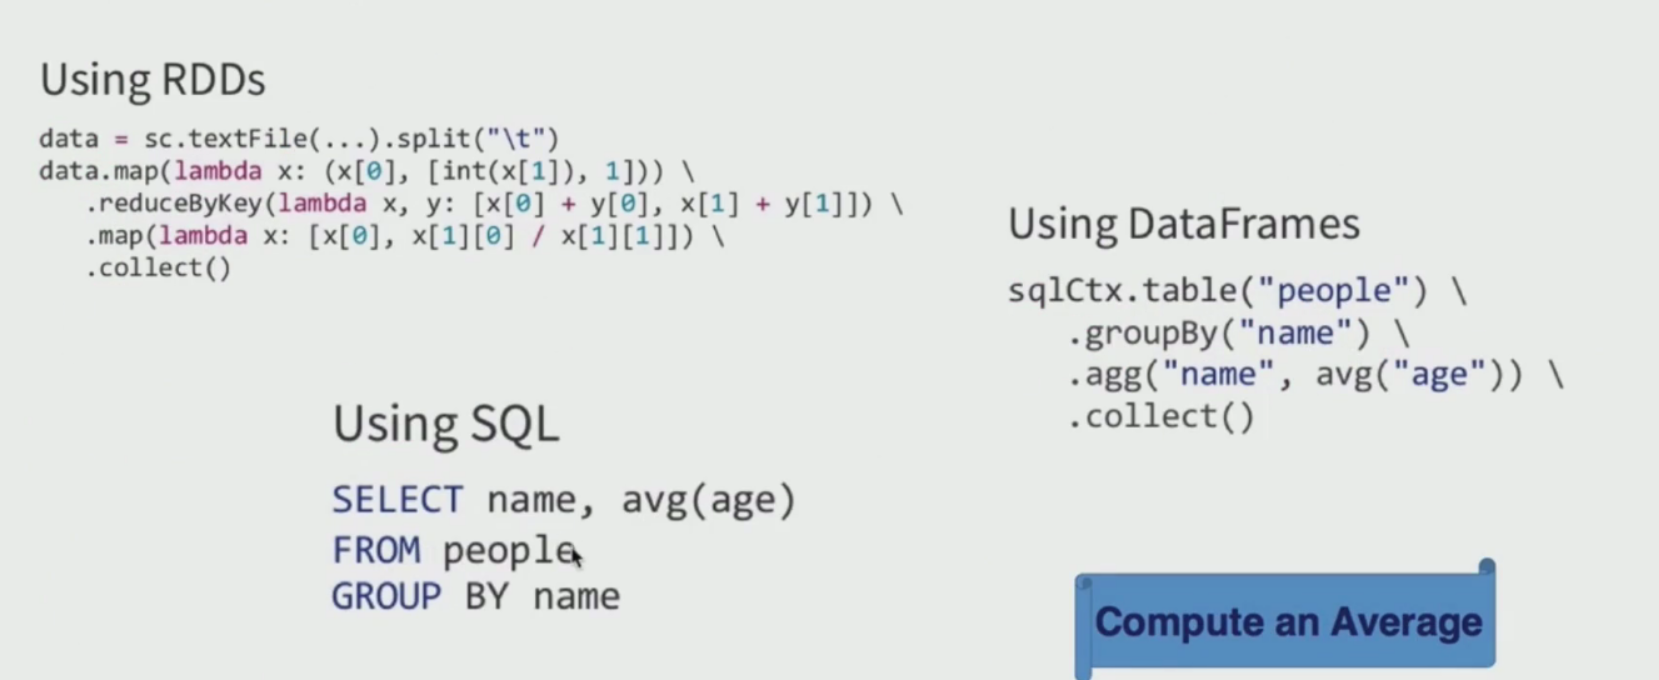 Using RDDs
data = sc.textFile(...).split("\t")
data.map(lambda x: (x[0], [int(x[1]), 1])) \
.reduceByKey(lambda x, y: [x[0] + y[0], x[1] + y[1]]) \
.map(lambda x: [x[0], x[1][0] / x[1][1]]) \
.collect()
Using DataFrames
sqlCtx.table("people") \
.groupBy("name") \
.agg("name", avg("age")) \
.collect()
Using SQL
SELECT name, avg(age)
FROM people
GROUP BY name
Compute an Average